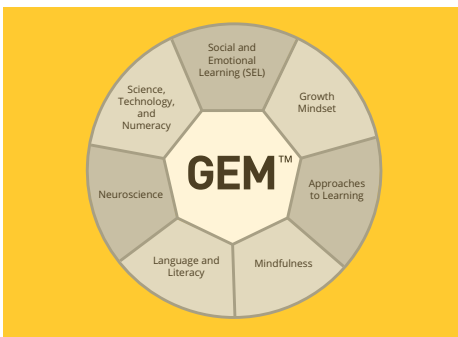 Social and
Emotional
Learning (SEL)
Growth
Mindset
Approaches
to Learning
Mindfulness
Language and
Literacy
Neuroscience
Science,
Technology,
and
Numeracy
GEM™